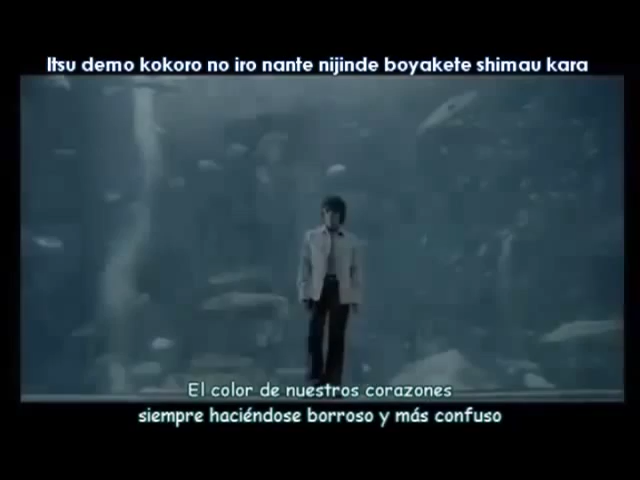 Itsu demo kokoro no iro nante nijinde boyakete shimau kara
El color de nuestros corazones
siempre haciéndose borroso y más confuso